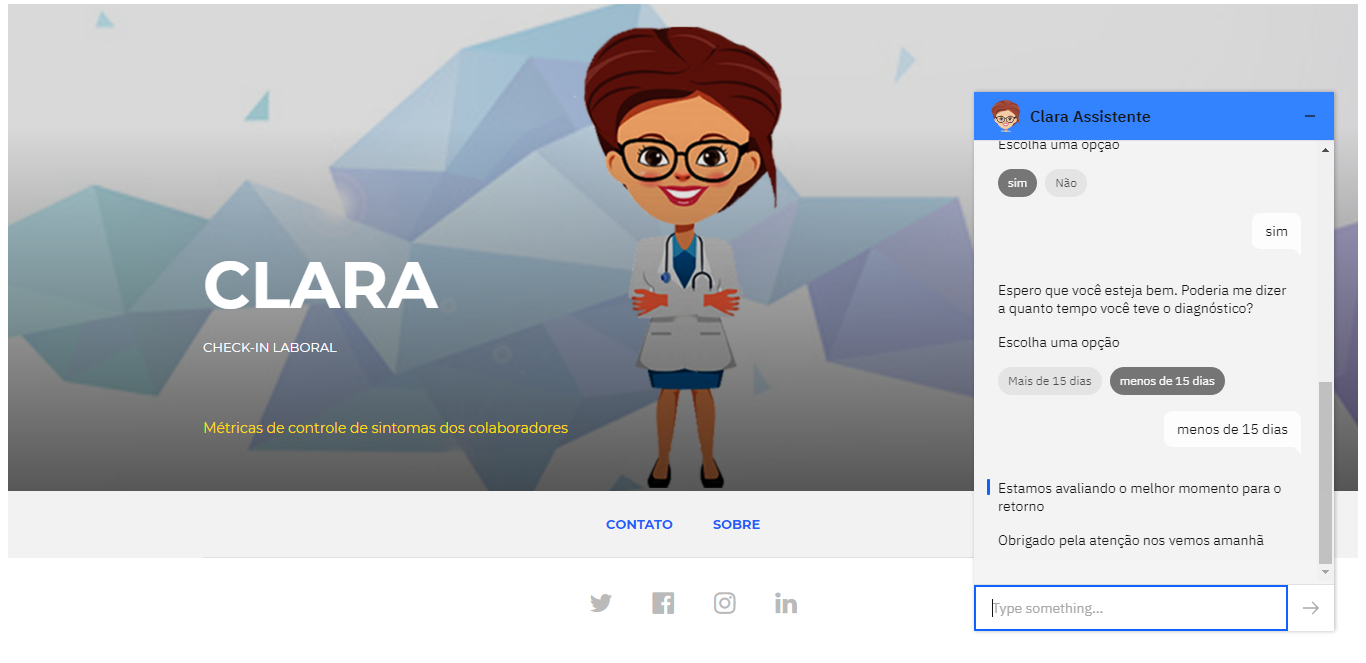 CLARA
CHECK-IN LABORAL
Métricas de controle de sintomas dos colaboradores
CONTATO
SOBRE
Clara Assistente
Escolha uma opção
sim
Não
sim
Espero que você esteja bem. Poderia me dizer
a quanto tempo você teve o diagnóstico?
Escolha uma opção
Mais de 15 dias
menos de 15 dias
menos de 15 dias
Estamos avaliando o melhor momento para o
retorno
Obrigado pela atenção nos vemos amanhã
Type something...